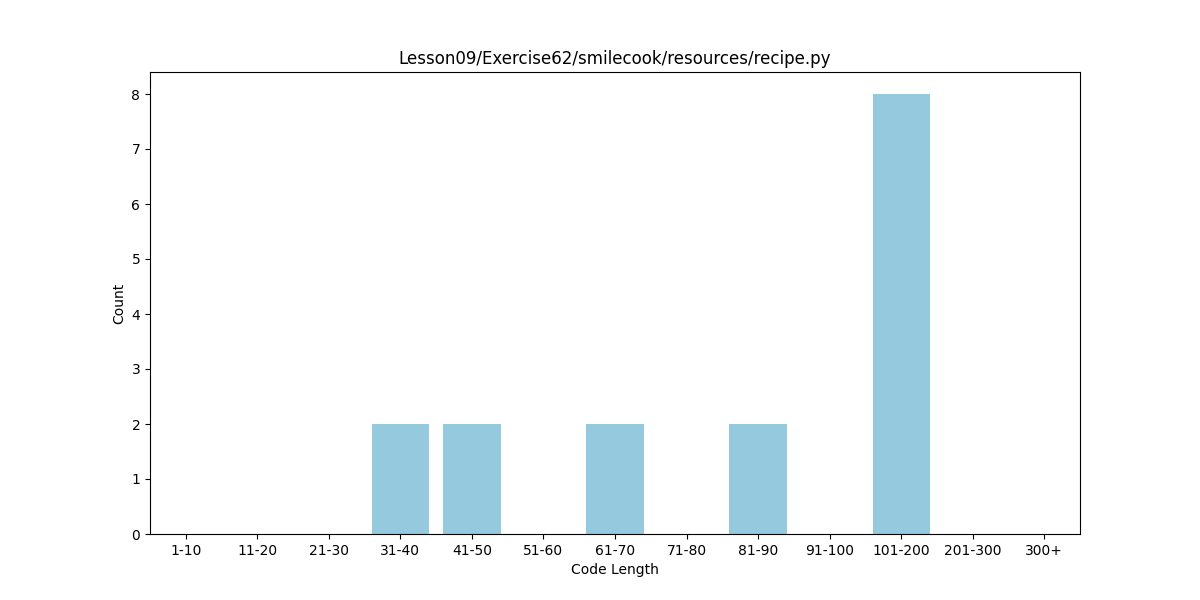 Lesson09/Exercise62/smilecook/resources/recipe.py
8
7
6
5
4
3
2
1
0
Count
1-10 11-20 21-30 31-40 41-50 51-60 61-70 71-80 81-90 91-100 101-200 201-300 300+
Code Length